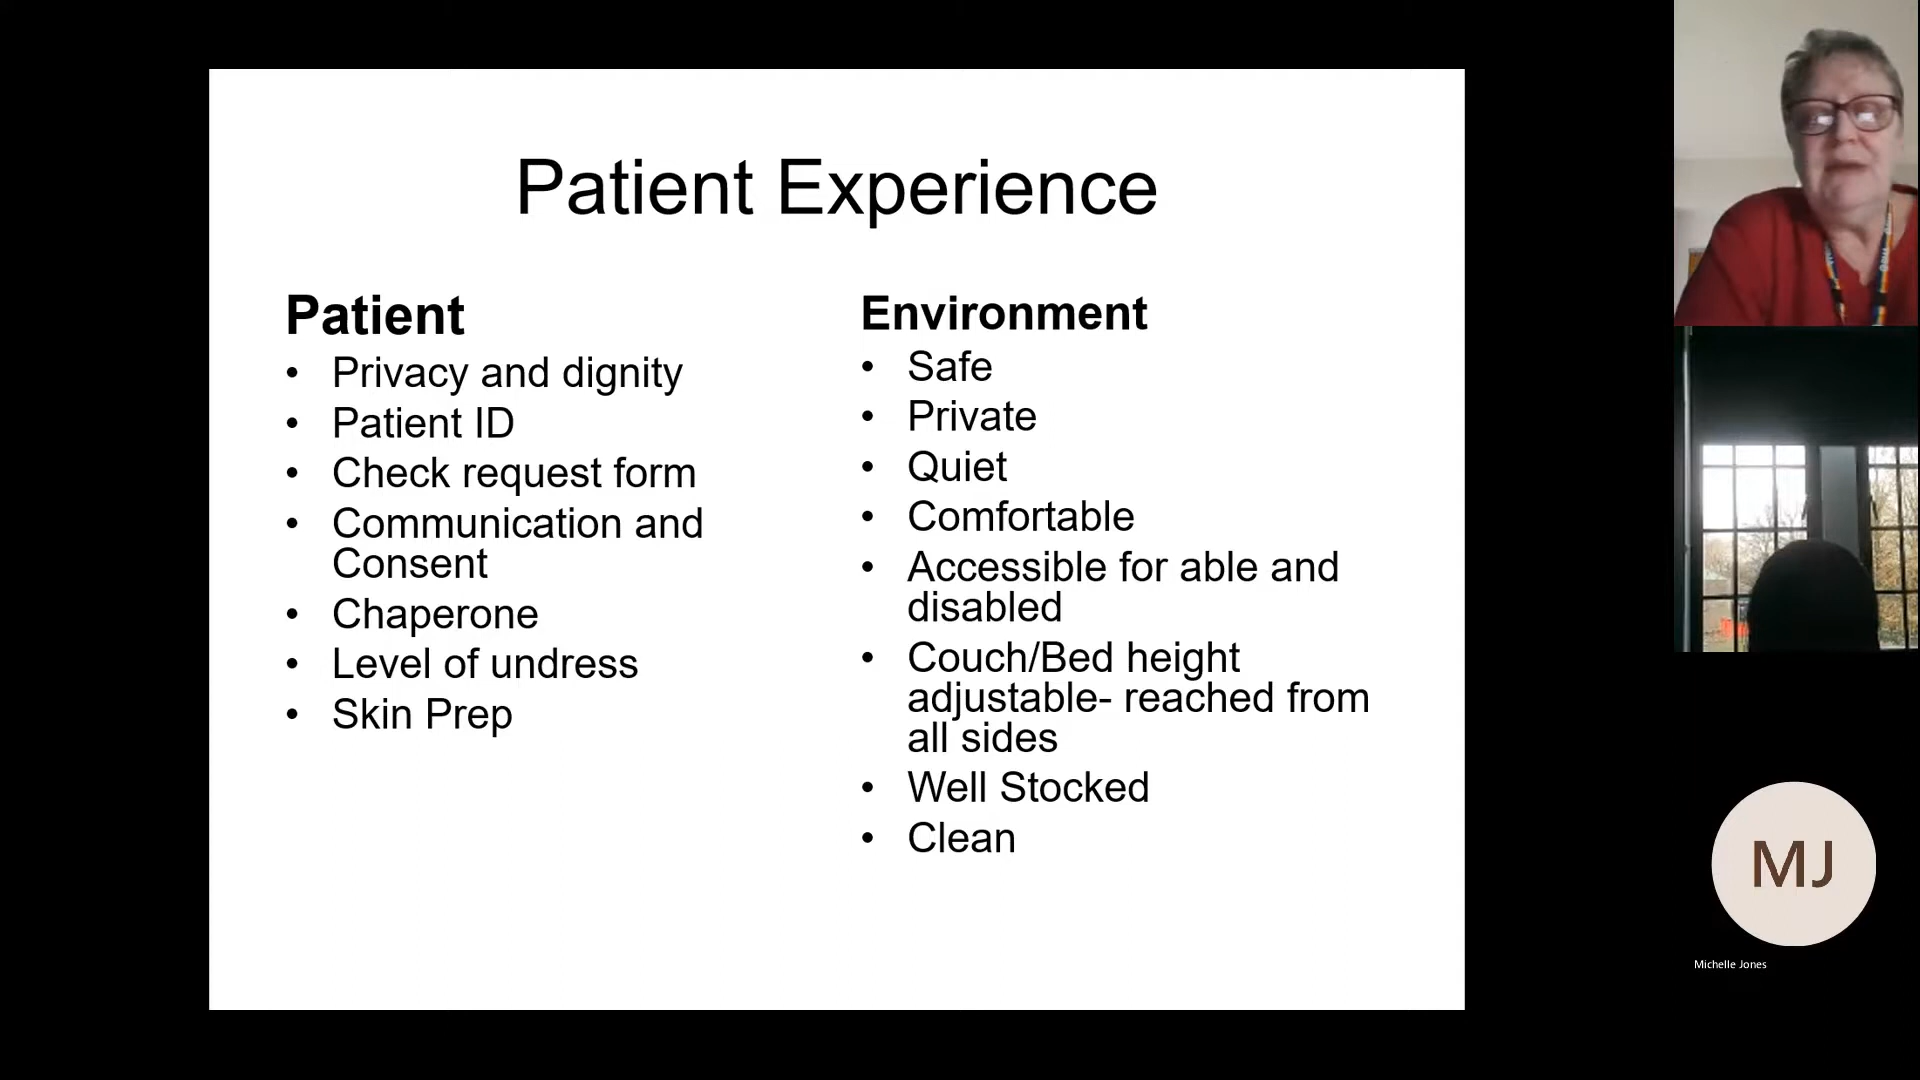 Patient Experience
Patient
• Privacy and dignity
• Patient ID
• Check request form
• Communication and
Consent
• Chaperone
• Level of undress
• Skin Prep
Environment
• Safe
• Private
• Quiet
• Comfortable
• Accessible for able and
disabled
• Couch/Bed height
adjustable- reached from
all sides
• Well Stocked
• Clean
MJ
Michelle Jones